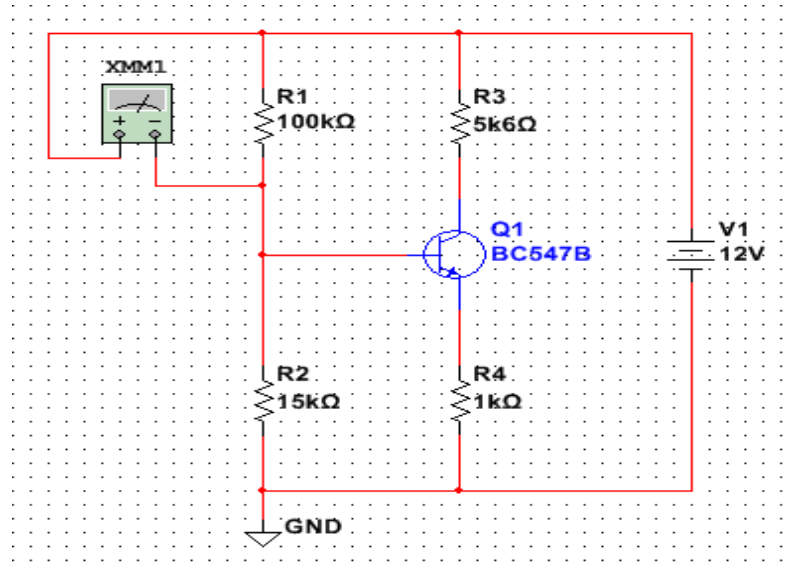 XMM1
+ −
R1
100kΩ
R3
5k6Ω
Q1
BC547B
V1
12V
R2
15kΩ
R4
1kΩ
GND